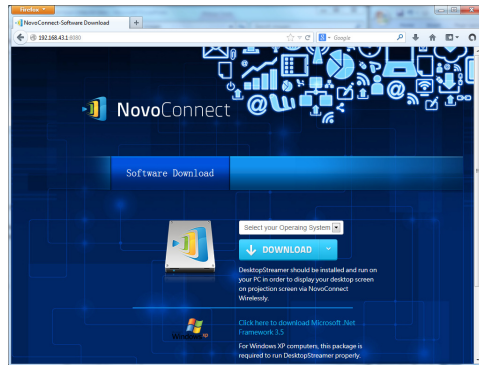 Firefox
NovoConnect-Software Download
192.168.43.1:8080
Google
NovoConnect
Software Download
Select your Operaing System
DOWNLOAD
DesktopStreamer should be installed and run on
your PC in order to display your desktop screen
on projection screen via NovoConnect
Wirelessly.
Click here to download Microsoft .Net
Framework 3.5
Windows xp
For Windows XP computers, this package is
required to run DesktopStreamer properly.